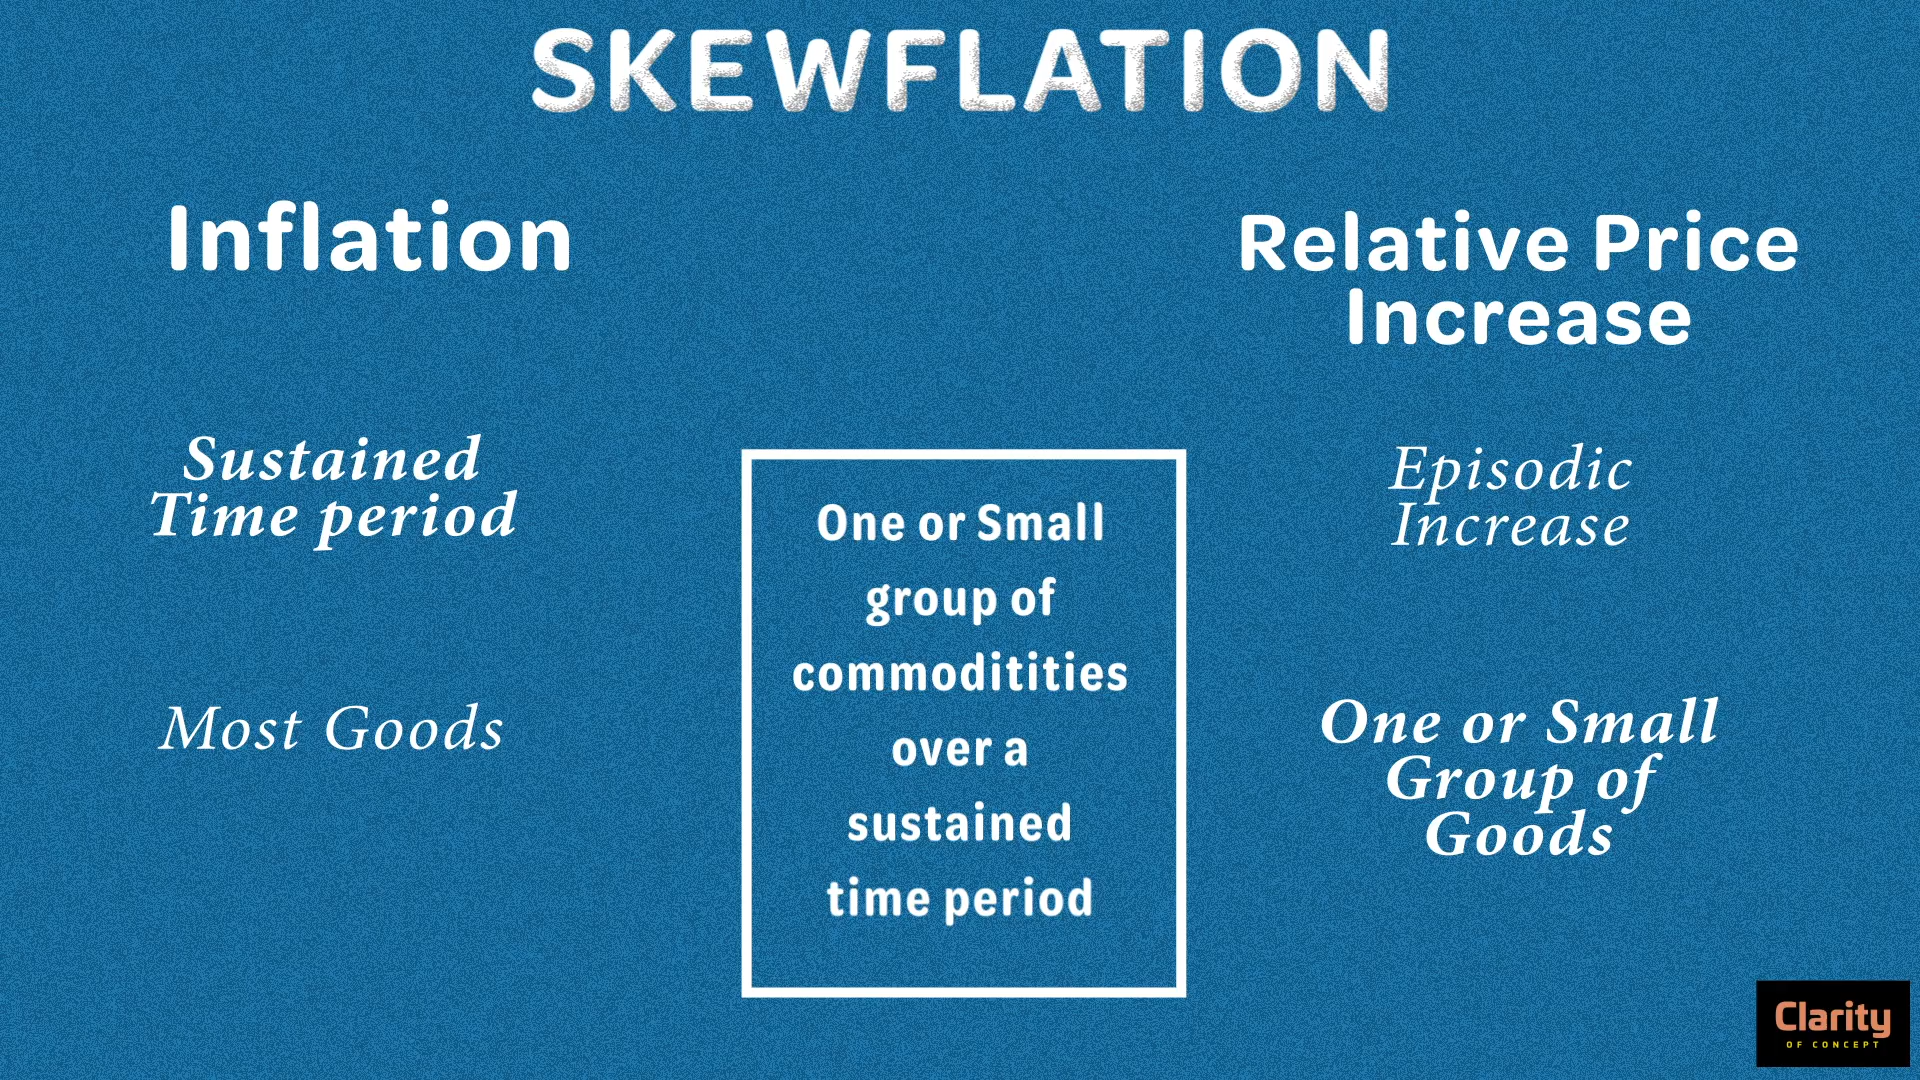 SKEWFLATION
Inflation
Sustained
Time period
Most Goods
One or Small
group of
commoditities
over a
sustained
time period
Relative Price
Increase
Episodic
Increase
One or Small
Group of
Goods
Clarity
OF CONCEPT